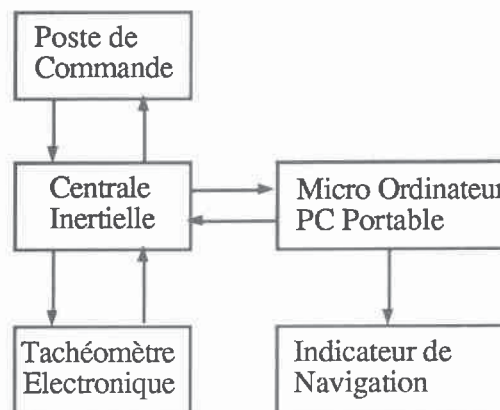 Poste de
Commande
Centrale
Inertielle
Micro Ordinateur
PC Portable
Tachéomètre
Electronique
Indicateur de
Navigation